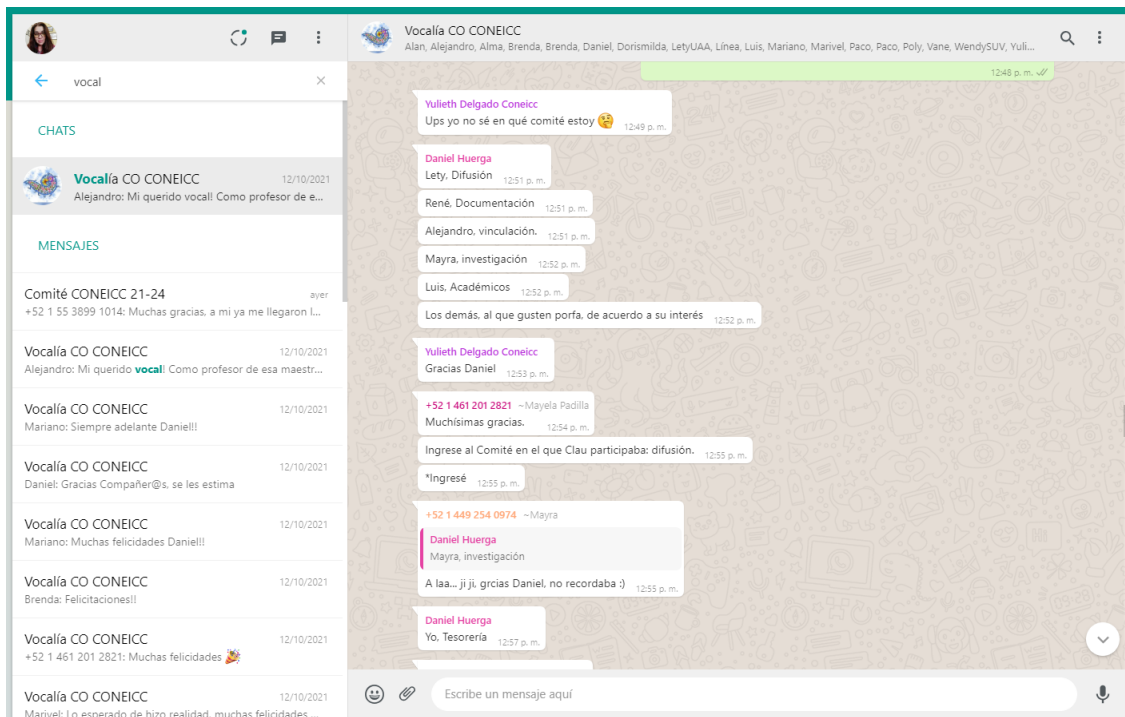 vocal
CHATS
Vocalía CO CONEICC 12/10/2021
Alejandro: Mi querido vocal! Como profesor de e...
MENSAJES
Comité CONEICC 21-24 ayer
+52 1 55 3899 1014: Muchas gracias, a mi ya me llegaron l...
Vocalía CO CONEICC 12/10/2021
Alejandro: Mi querido vocal! Como profesor de esa maestr...
Vocalía CO CONEICC 12/10/2021
Mariano: Siempre adelante Daniel!!
Vocalía CO CONEICC 12/10/2021
Daniel: Gracias Compañer@s, se les estima
Vocalía CO CONEICC 12/10/2021
Mariano: Muchas felicidades Daniel!!
Vocalía CO CONEICC 12/10/2021
Brenda: Felicitaciones!!
Vocalía CO CONEICC 12/10/2021
+52 1 461 201 2821: Muchas felicidades 🎉
Vocalía CO CONEICC 12/10/2021
Marivel: Lo esperado de hizo realidad, muchas felicidades ...
Vocalía CO CONEICC
Alan, Alejandro, Alma, Brenda, Brenda, Daniel, Dorismilda, LetyUAA, Línea, Luis, Mariano, Marivel, Paco, Paco, Poly, Vane, WendySUV, Yuli...
12:48 p. m.
Yulieth Delgado Coneicc
Ups yo no sé en qué comité estoy 🤔 12:49 p. m.
Daniel Huerga
Lety, Difusión 12:51 p. m.
René, Documentación 12:51 p. m.
Alejandro, vinculación. 12:51 p. m.
Mayra, investigación 12:52 p. m.
Luis, Académicos 12:52 p. m.
Los demás, al que gusten porfa, de acuerdo a su interés 12:52 p. m.
Yulieth Delgado Coneicc
Gracias Daniel 12:53 p. m.
+52 1 461 201 2821 ~Mayela Padilla
Muchísimas gracias. 12:54 p. m.
Ingrese al Comité en el que Clau participaba: difusión. 12:55 p. m.
*Ingresé 12:55 p. m.
+52 1 449 254 0974 ~Mayra
Daniel Huerga
Mayra, investigación
A laa... ji ji, grcias Daniel, no recordaba :) 12:55 p. m.
Daniel Huerga
Yo, Tesorería 12:57 p. m.
Escribe un mensaje aquí